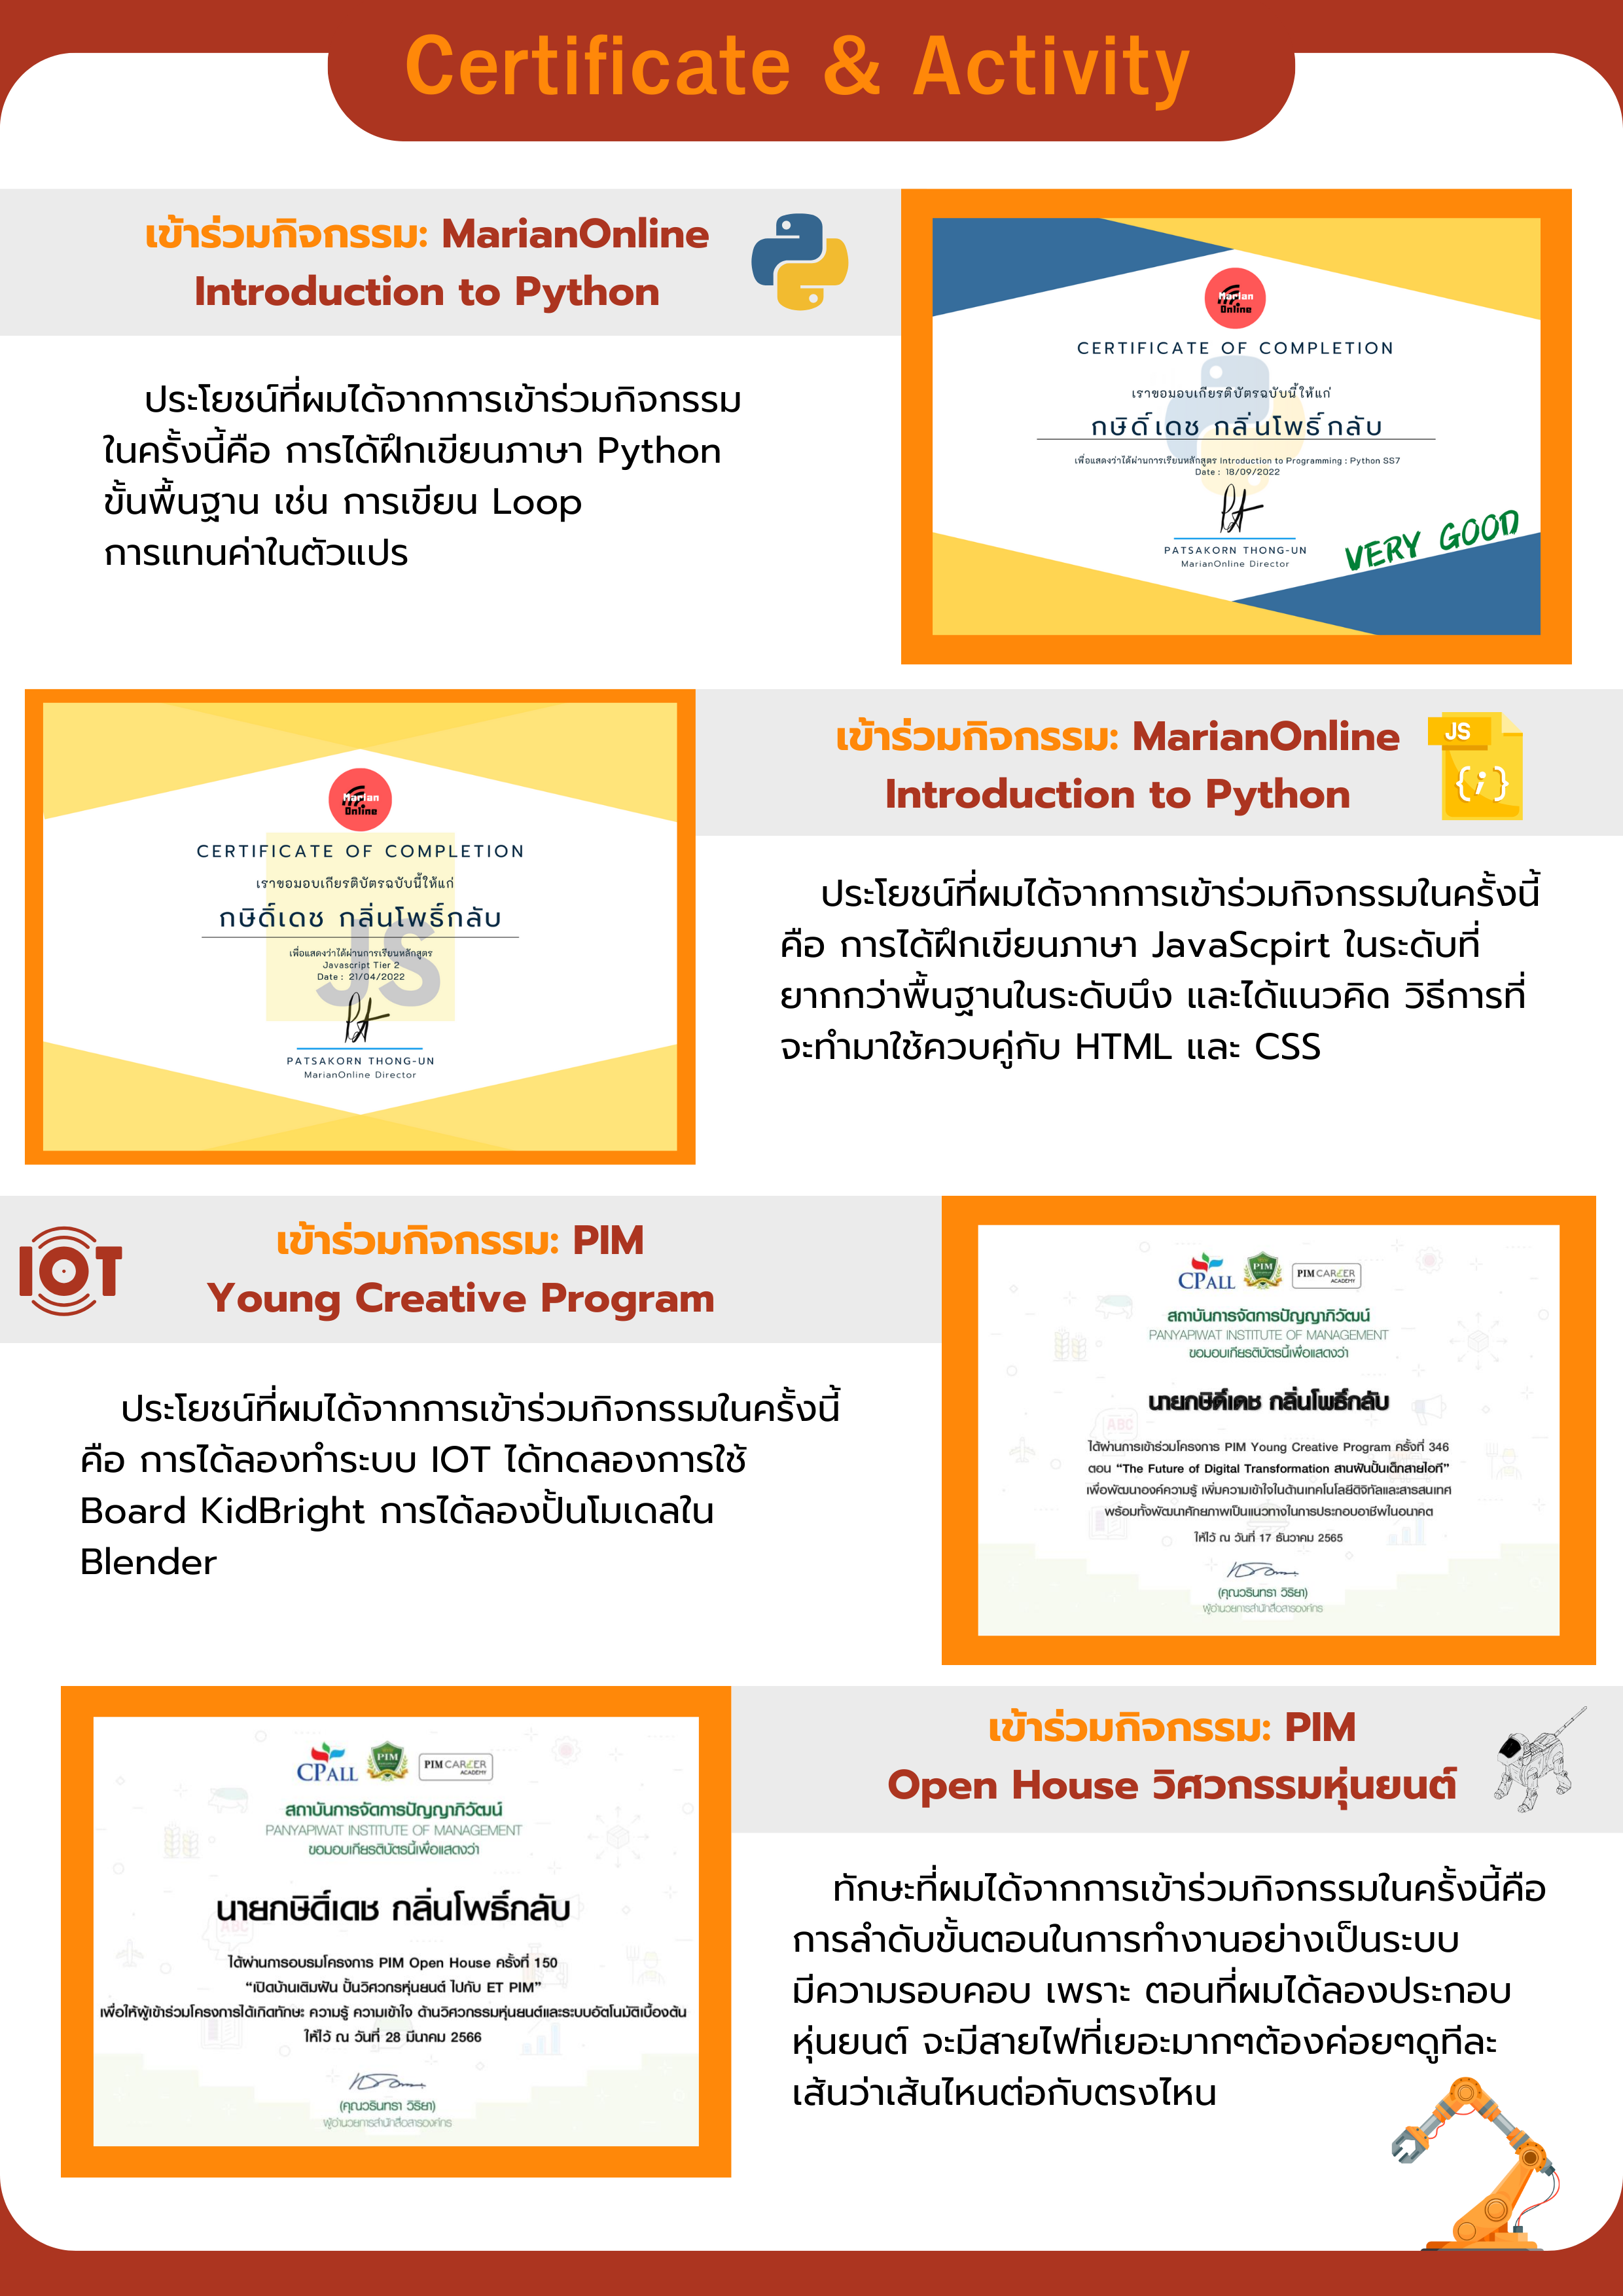 Certificate & Activity
เข้าร่วมกิจกรรม: MarianOnline
Introduction to Python
ประโยชน์ที่ผมได้จากการเข้าร่วมกิจกรรม
ในครั้งนี้คือ การได้ฝึกเขียนภาษา Python
ขั้นพื้นฐาน เช่น การเขียน Loop
การแทนค่าในตัวแปร
Marian
Online
CERTIFICATE OF COMPLETION
เราขอมอบเกียรติบัตรฉบับนี้ให้แก่
กษิดิ์เดช กลิ่นโพธิ์กลับ
เพื่อแสดงว่าได้ผ่านการเรียนหลักสูตร Introduction to Programming : Python SS7
Date : 18/09/2022
PATSAKORN THONG-UN
MarianOnline Director
VERY GOOD
Marian
Online
CERTIFICATE OF COMPLETION
เราขอมอบเกียรติบัตรฉบับนี้ให้แก่
กษิดิ์เดช กลิ่นโพธิ์กลับ
JS
เพื่อแสดงว่าได้ผ่านการเรียนหลักสูตร
Javascript Tier 2
Date : 21/04/2022
PATSAKORN THONG-UN
MarianOnline Director
เข้าร่วมกิจกรรม: MarianOnline
Introduction to Python
JS
{;}
ประโยชน์ที่ผมได้จากการเข้าร่วมกิจกรรมในครั้งนี้
คือ การได้ฝึกเขียนภาษา JavaScpirt ในระดับที่
ยากกว่าพื้นฐานในระดับนึง และได้แนวคิด วิธีการที่
จะทำมาใช้ควบคู่กับ HTML และ CSS
IOT
เข้าร่วมกิจกรรม: PIM
Young Creative Program
ประโยชน์ที่ผมได้จากการเข้าร่วมกิจกรรมในครั้งนี้
คือ การได้ลองทำระบบ IOT ได้ทดลองการใช้
Board KidBright การได้ลองปั้นโมเดลใน
Blender
CPALL PIM PIM CAREER ACADEMY
สถาบันการจัดการปัญญาภิวัฒน์
PANYAPIWAT INSTITUTE OF MANAGEMENT
ขอมอบเกียรติบัตรนี้เพื่อแสดงว่า
นายกษิดิ์เดช กลิ่นโพธิ์กลับ
ABC
ได้ผ่านการเข้าร่วมโครงการ PIM Young Creative Program ครั้งที่ 346
ตอน “The Future of Digital Transformation สานฝันปั้นเด็กสายไอที”
เพื่อพัฒนาองค์ความรู้ เพิ่มความเข้าใจในด้านเทคโนโลยีดิจิทัลและสารสนเทศ
พร้อมทั้งพัฒนาศักยภาพเป็นแนวทางในการประกอบอาชีพในอนาคต
ให้ไว้ ณ วันที่ 17 ธันวาคม 2565
(คุณวรินทรา วิริยา)
ผู้อำนวยการสำนักสื่อสารองค์กร
CPALL PIM PIM CAREER ACADEMY
สถาบันการจัดการปัญญาภิวัฒน์
PANYAPIWAT INSTITUTE OF MANAGEMENT
ขอมอบเกียรติบัตรนี้เพื่อแสดงว่า
นายกษิดิ์เดช กลิ่นโพธิ์กลับ
ABC
ได้ผ่านการอบรมโครงการ PIM Open House ครั้งที่ 150
“เปิดบ้านเติมฝัน ปั้นวิศวกรหุ่นยนต์ ไปกับ ET PIM”
เพื่อให้ผู้เข้าร่วมโครงการได้เกิดทักษะ ความรู้ ความเข้าใจ ด้านวิศวกรรมหุ่นยนต์และระบบอัตโนมัติเบื้องต้น
ให้ไว้ ณ วันที่ 28 มีนาคม 2566
(คุณวรินทรา วิริยา)
ผู้อำนวยการสำนักสื่อสารองค์กร
เข้าร่วมกิจกรรม: PIM
Open House วิศวกรรมหุ่นยนต์
ทักษะที่ผมได้จากการเข้าร่วมกิจกรรมในครั้งนี้คือ
การลำดับขั้นตอนในการทำงานอย่างเป็นระบบ
มีความรอบคอบ เพราะ ตอนที่ผมได้ลองประกอบ
หุ่นยนต์ จะมีสายไฟที่เยอะมากๆต้องค่อยๆดูทีละ
เส้นว่าเส้นไหนต่อกับตรงไหน